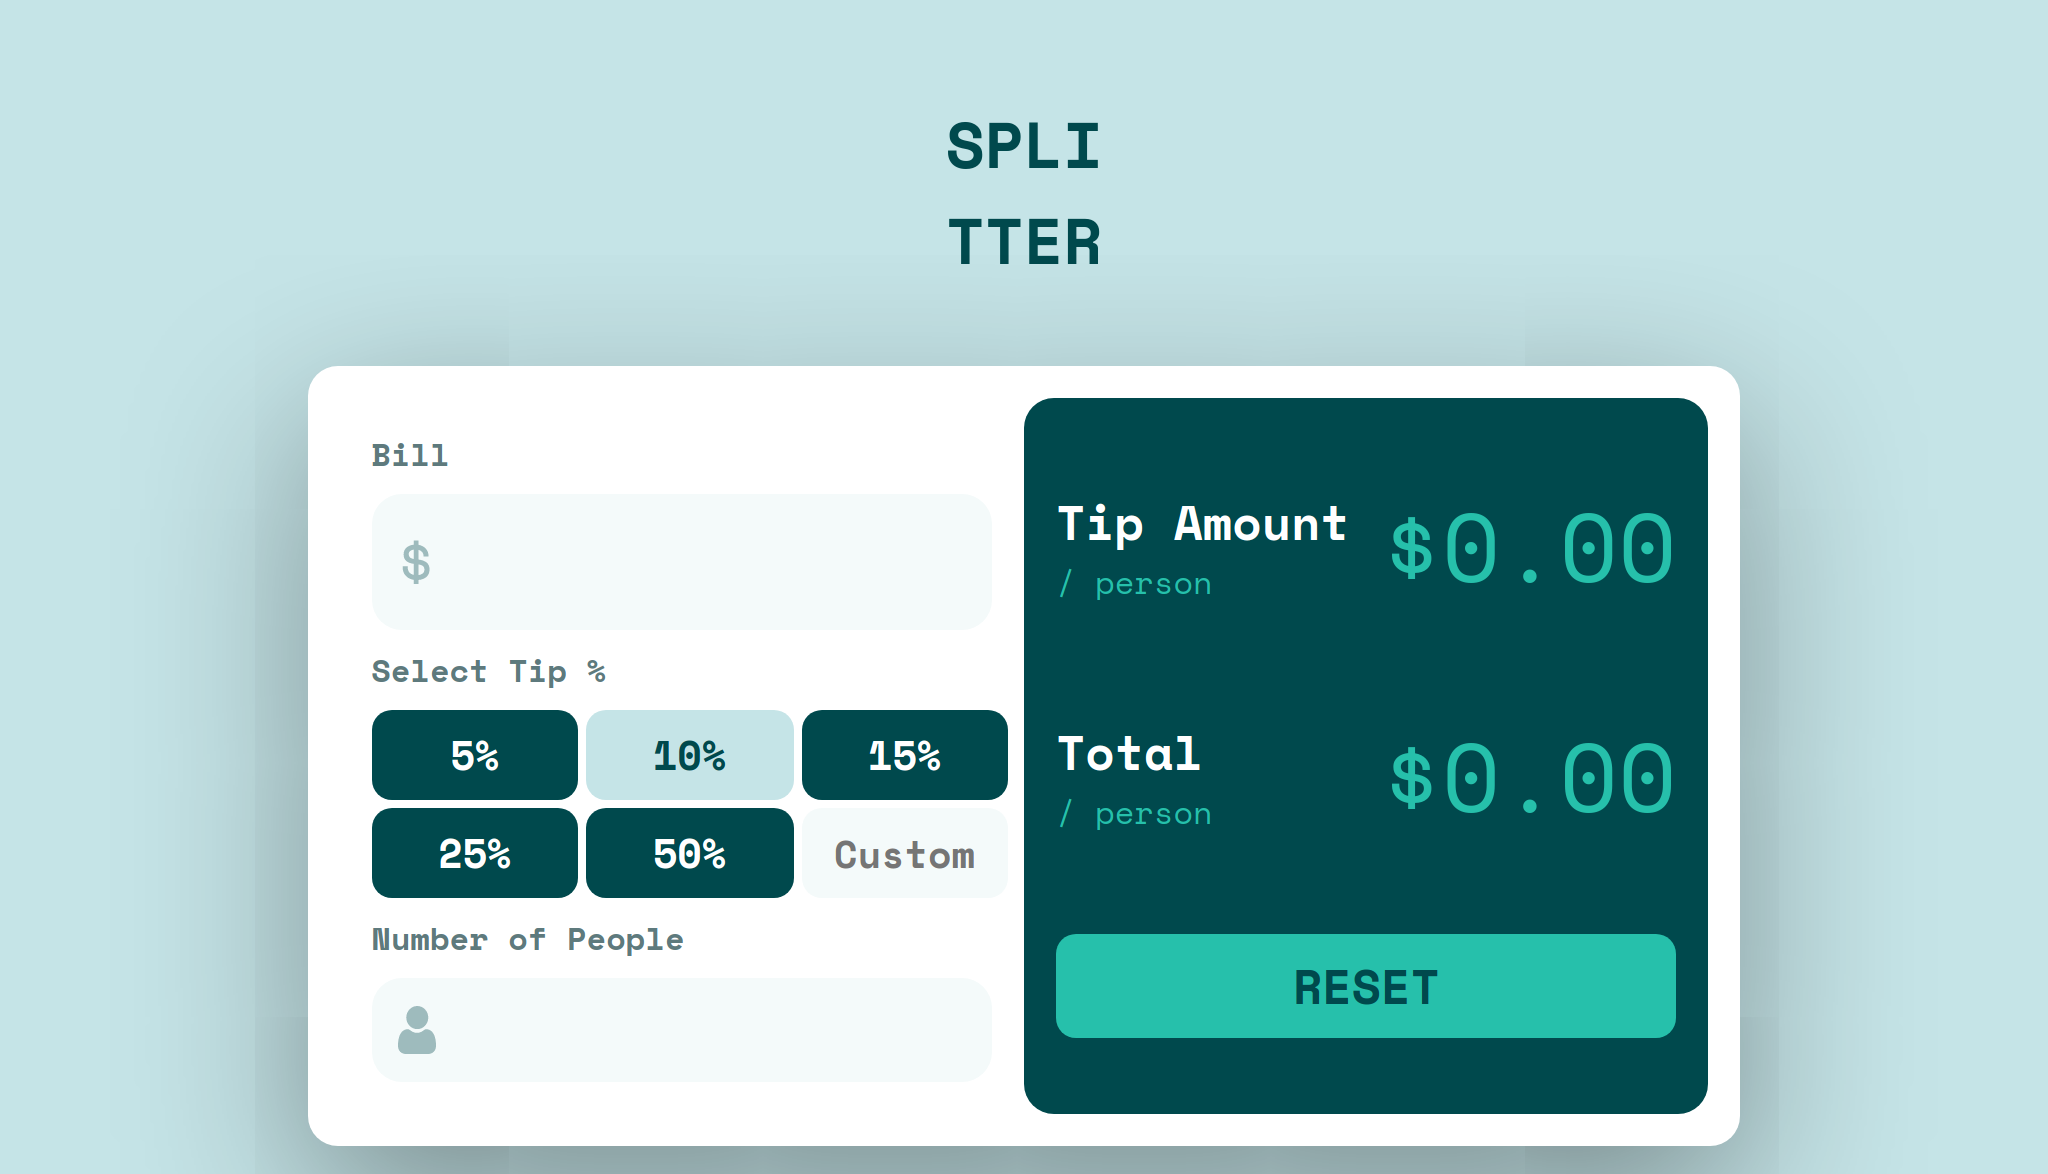 SPLI
TTER
Bill
$
Select Tip %
5% 10% 15%
25% 50% Custom
Number of People
Tip Amount
/ person
$0.00
Total
/ person
$0.00
RESET